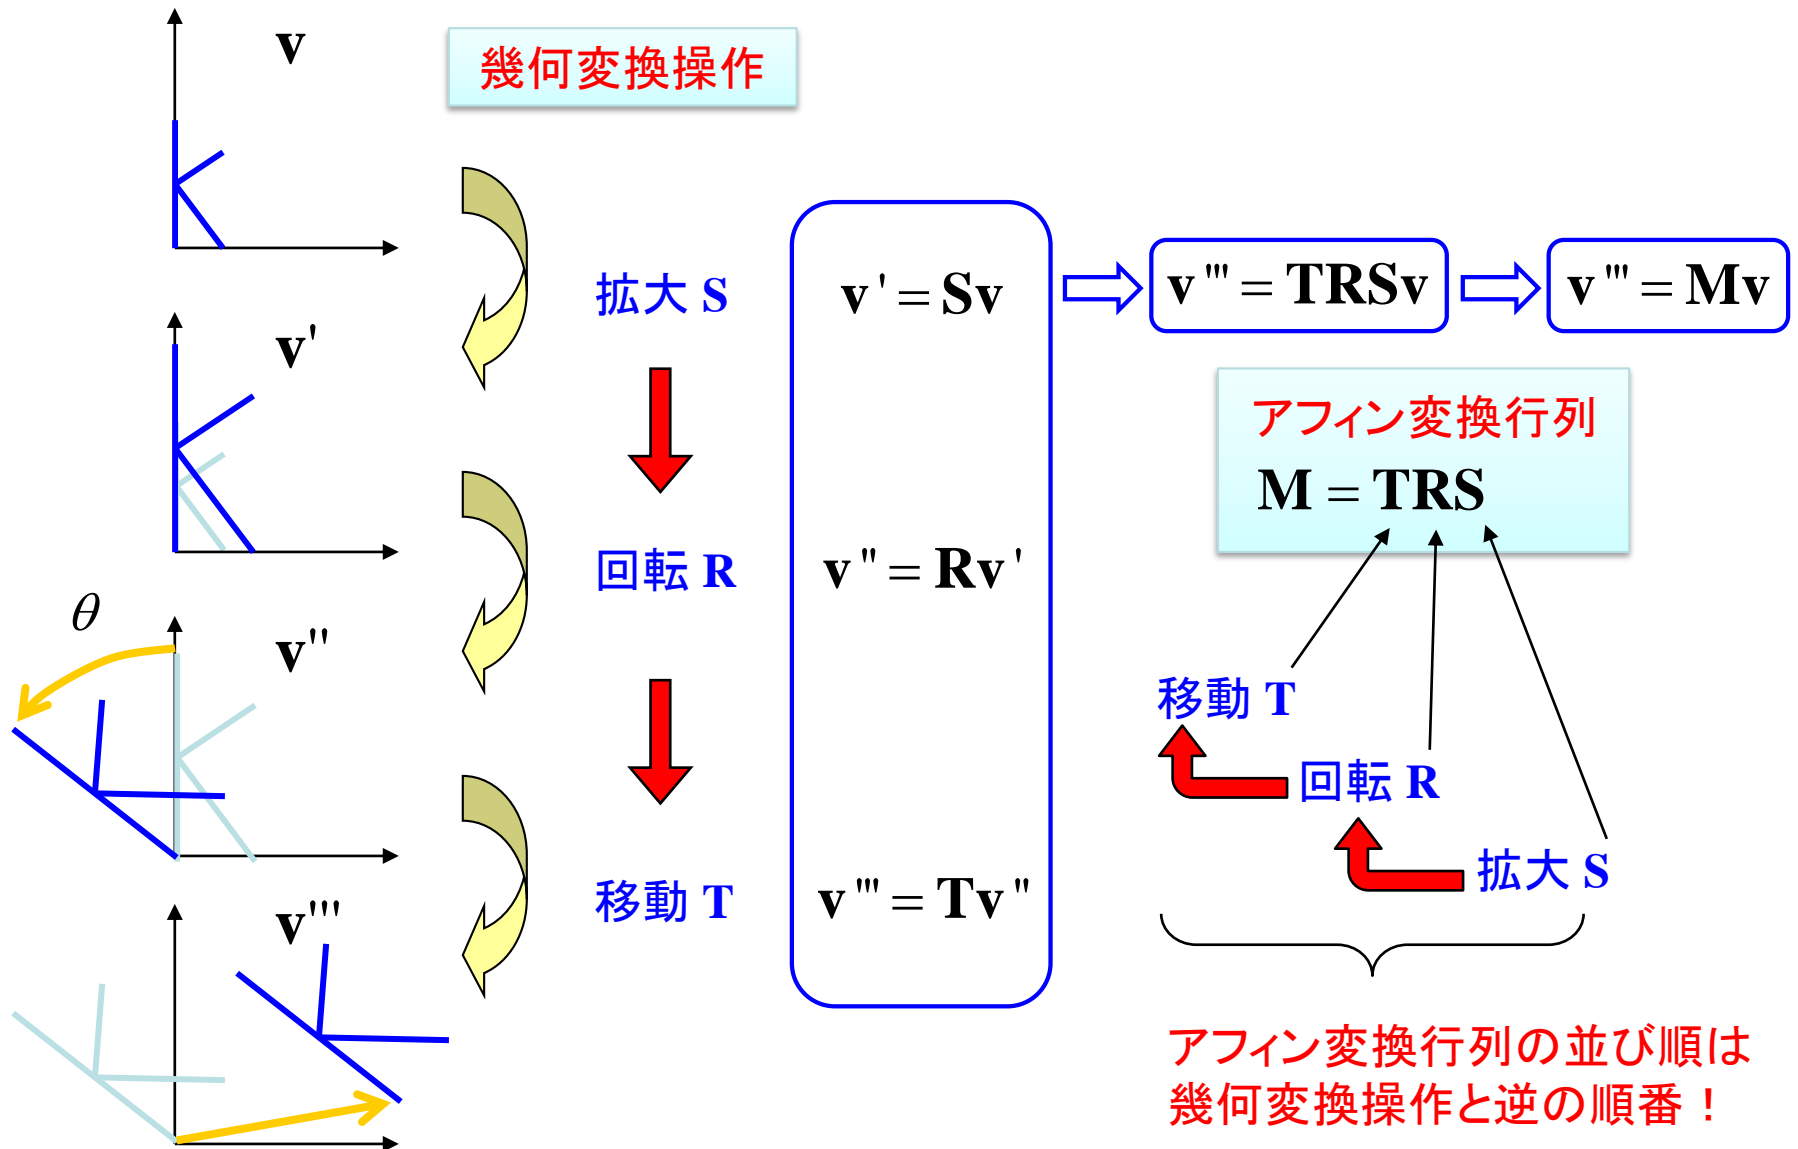 v
幾何変換操作
拡大 S
v' = Sv
v''' = TRSv
v''' = Mv
v'
アフィン変換行列
M = TRS
回転 R
v'' = Rv'
θ
v''
移動 T
回転 R
拡大 S
移動 T
v''' = Tv''
v'''
アフィン変換行列の並び順は
幾何変換操作と逆の順番！